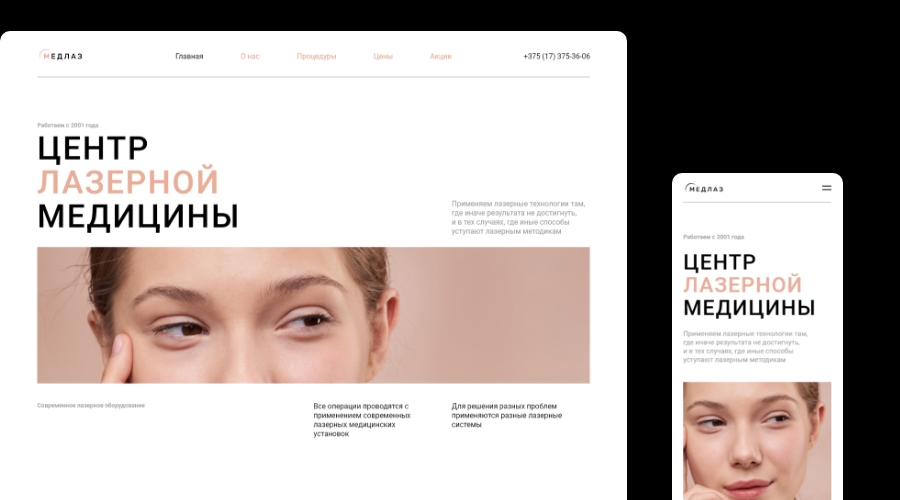 МЕДЛАЗ
Главная
О нас
Процедуры
Цены
Акции
+375 (17) 375-36-06
Работаем с 2001 года
ЦЕНТР
ЛАЗЕРНОЙ
МЕДИЦИНЫ
Применяем лазерные технологии там,
где иначе результата не достигнуть,
и в тех случаях, где иные способы
уступают лазерным методикам
Современное лазерное оборудование
Все операции проводятся с
применением современных
лазерных медицинских
установок
Для решения разных проблем
применяются разные лазерные
системы
МЕДЛАЗ
Работаем с 2001 года
ЦЕНТР
ЛАЗЕРНОЙ
МЕДИЦИНЫ
Применяем лазерные технологии там,
где иначе результата не достигнуть,
и в тех случаях, где иные способы
уступают лазерным методикам